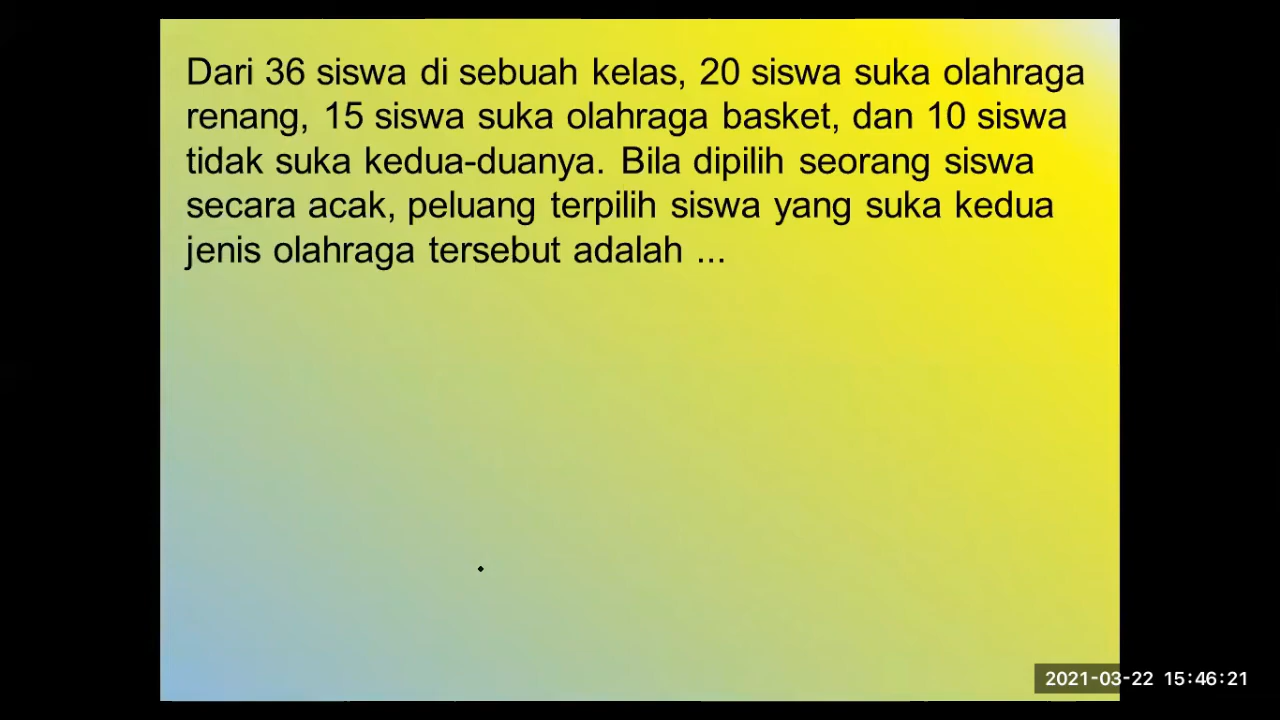 Dari 36 siswa di sebuah kelas, 20 siswa suka olahraga
renang, 15 siswa suka olahraga basket, dan 10 siswa
tidak suka kedua-duanya. Bila dipilih seorang siswa
secara acak, peluang terpilih siswa yang suka kedua
jenis olahraga tersebut adalah ...
2021-03-22 15:46:21